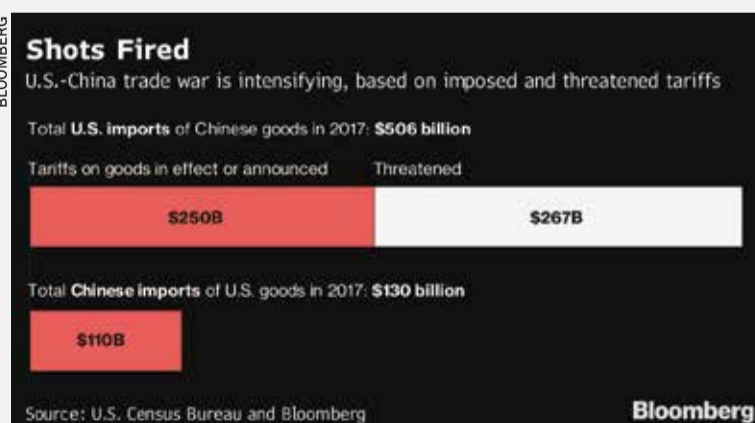 BLOOMBERG
Shots Fired
U.S.-China trade war is intensifying, based on imposed and threatened tariffs
Total U.S. imports of Chinese goods in 2017: $506 billion
Tariffs on goods in effect or announced Threatened
$250B $267B
Total Chinese imports of U.S. goods in 2017: $130 billion
$110B
Source: U.S. Census Bureau and Bloomberg Bloomberg